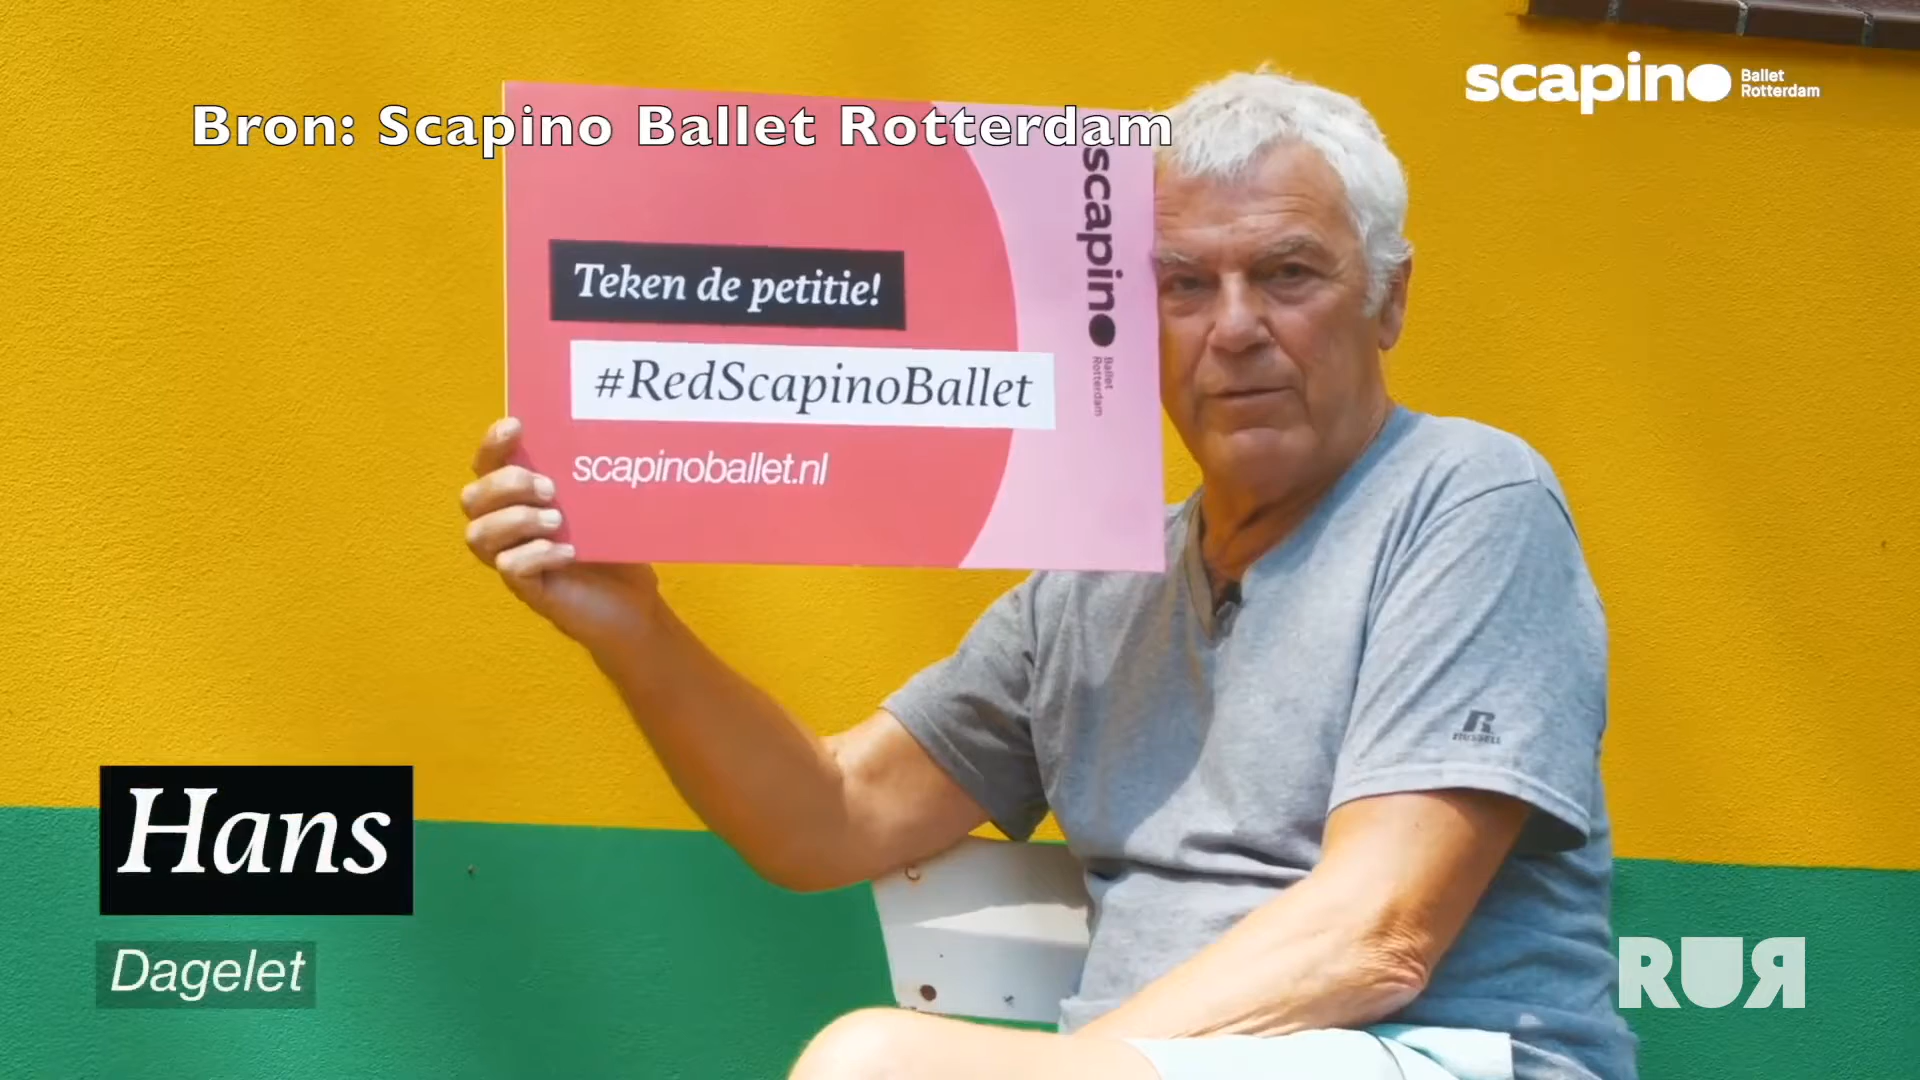 scapino Ballet
Rotterdam
Bron: Scapino Ballet Rotterdam
scapino Ballet
Rotterdam
Teken de petitie!
#RedScapinoBallet
scapinoballet.nl
R
RUSSELL
Hans
Dagelet
RUR